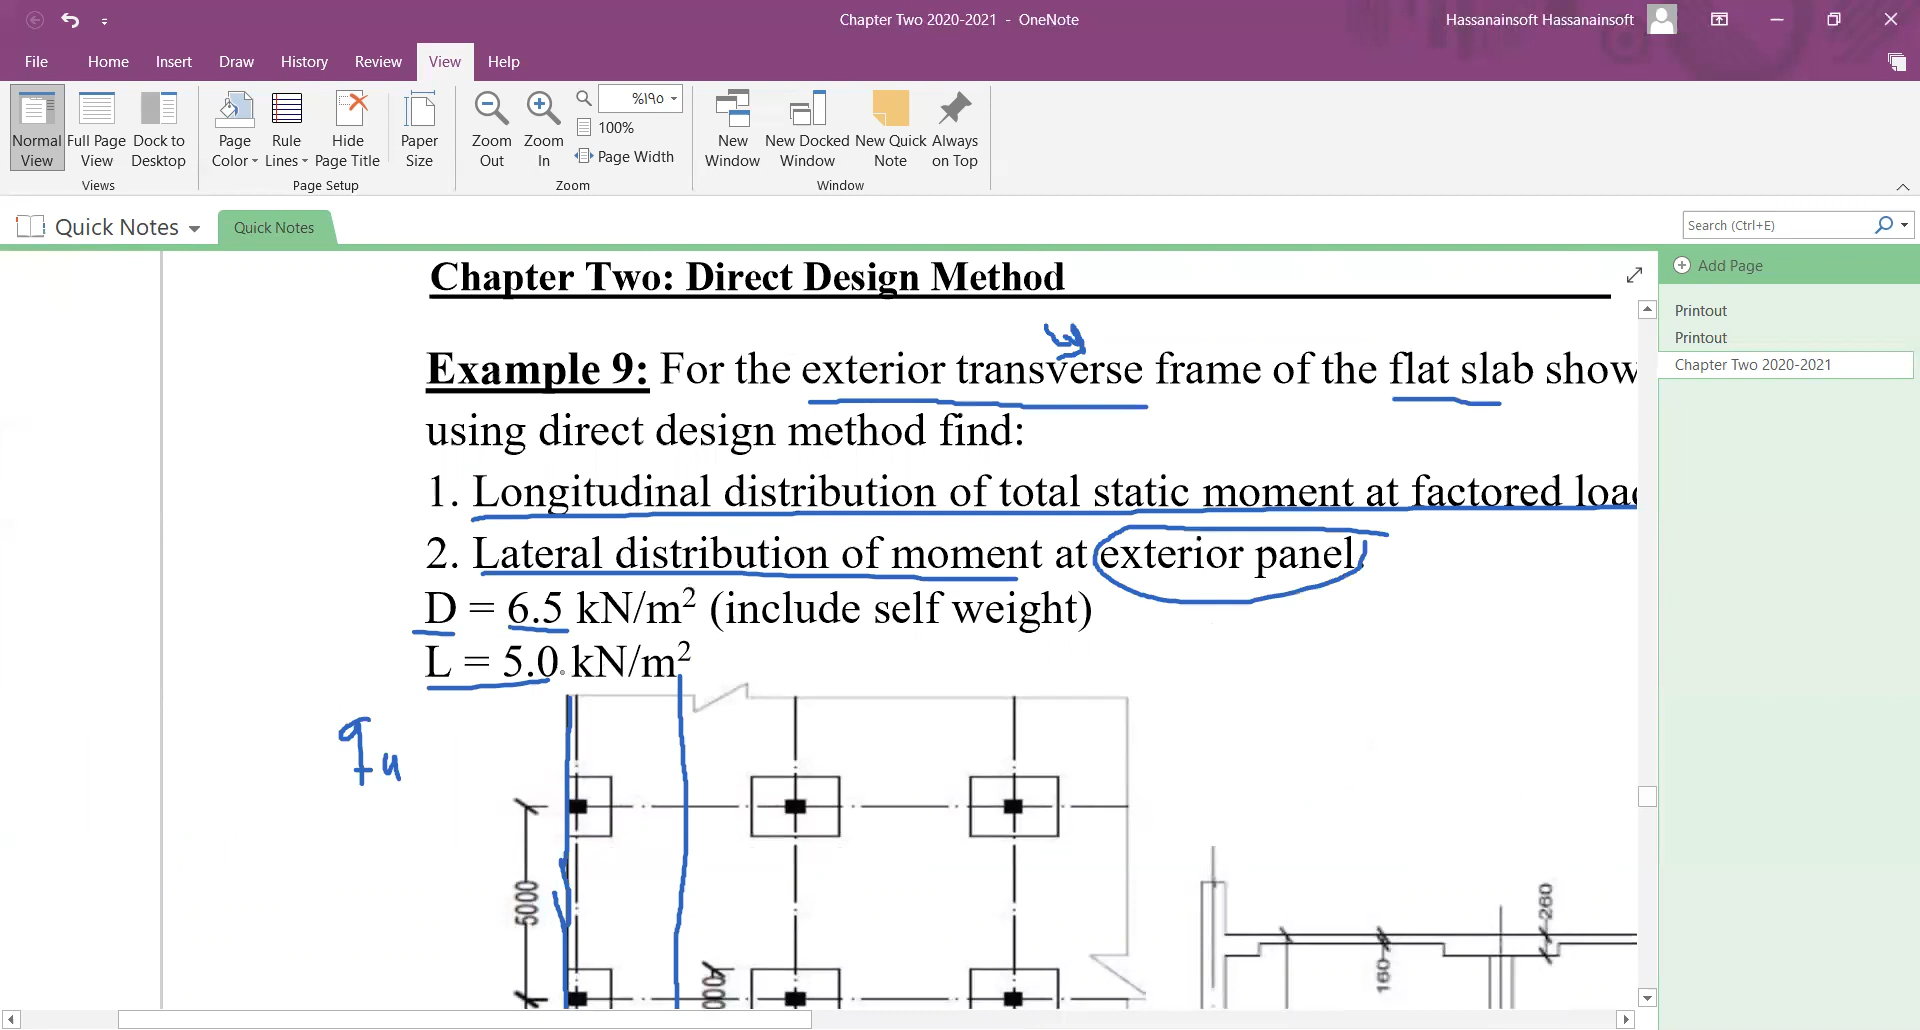 Chapter Two 2020-2021 - OneNote
Hassanainsoft Hassanainsoft
File Home Insert Draw History Review View Help
Normal View
Full Page View
Dock to Desktop
Page Color
Rule Lines
Hide Page Title
Paper Size
Zoom Out
Zoom In
%١٩٥
100%
Page Width
New Window
New Docked Window
New Quick Note
Always on Top
Views
Page Setup
Zoom
Window
Quick Notes
Quick Notes
Search (Ctrl+E)
Add Page
Printout
Printout
Chapter Two 2020-2021
Chapter Two: Direct Design Method
Example 9: For the exterior transverse frame of the flat slab show
using direct design method find:
1. Longitudinal distribution of total static moment at factored loa
2. Lateral distribution of moment at exterior panel.
D = 6.5 kN/m² (include self weight)
L = 5.0 kN/m²
qu
5000
000
160
260